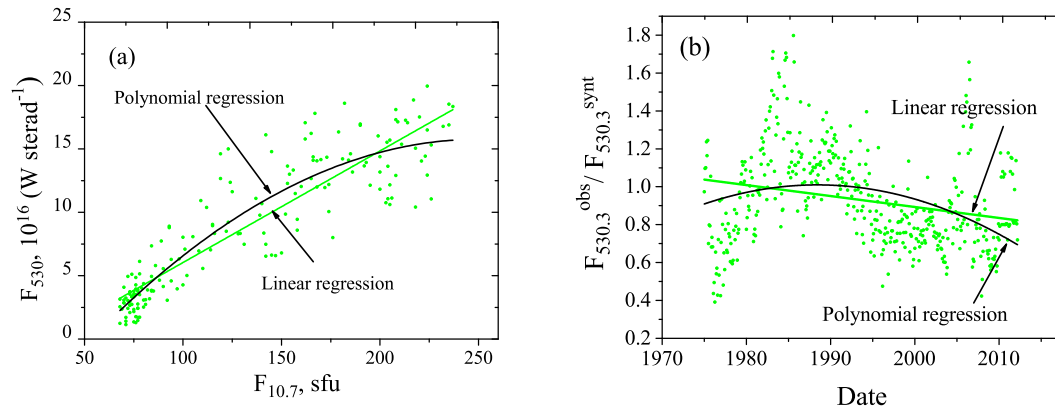 (a)
F530, 10^16 (W sterad^-1)
25
20
15
10
5
0
Polynomial regression
Linear regression
50
100
150
200
250
F10.7, sfu
(b)
F530.3^obs / F530.3^synt
1.8
1.6
1.4
1.2
1.0
0.8
0.6
0.4
0.2
Linear regression
Polynomial regression
1970
1980
1990
2000
2010
Date